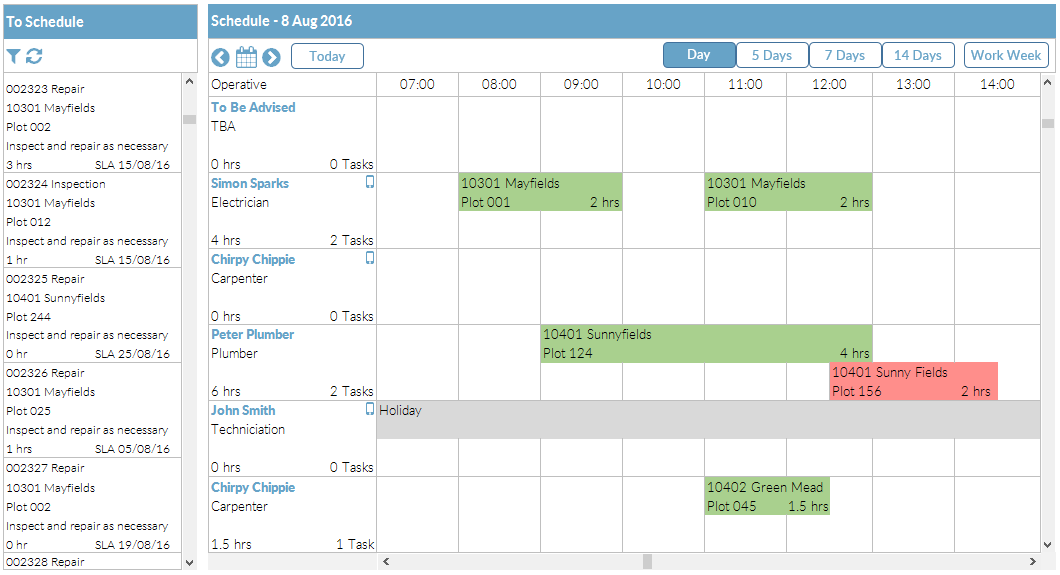 To Schedule
002323 Repair
10301 Mayfields
Plot 002
Inspect and repair as necessary
3 hrs SLA 15/08/16
002324 Inspection
10301 Mayfields
Plot 012
Inspect and repair as necessary
1 hr SLA 15/08/16
002325 Repair
10401 Sunnyfields
Plot 244
Inspect and repair as necessary
0 hr SLA 25/08/16
002326 Repair
10301 Mayfields
Plot 025
Inspect and repair as necessary
1 hrs SLA 05/08/16
002327 Repair
10301 Mayfields
Plot 002
Inspect and repair as necessary
0 hr SLA 19/08/16
002328 Repair
Schedule - 8 Aug 2016
Today Day 5 Days 7 Days 14 Days Work Week
Operative 07:00 08:00 09:00 10:00 11:00 12:00 13:00 14:00
To Be Advised
TBA
0 hrs 0 Tasks
Simon Sparks 10301 Mayfields 10301 Mayfields
Electrician Plot 001 2 hrs Plot 010 2 hrs
4 hrs 2 Tasks
Chirpy Chippie
Carpenter
0 hrs 0 Tasks
Peter Plumber 10401 Sunnyfields
Plumber Plot 124 4 hrs
10401 Sunny Fields
6 hrs 2 Tasks Plot 156 2 hrs
John Smith Holiday
Techniciation
0 hrs 0 Tasks
Chirpy Chippie 10402 Green Mead
Carpenter Plot 045 1.5 hrs
1.5 hrs 1 Task